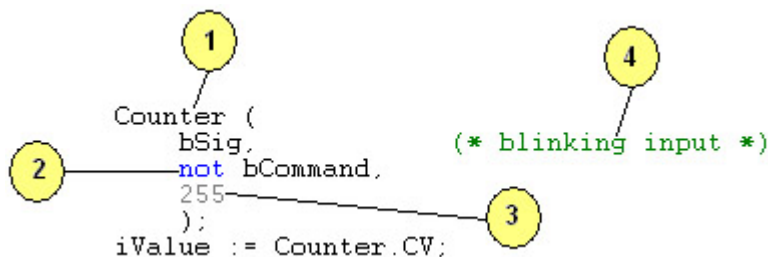 1
4
Counter (
bSig, (* blinking input *)
2 not bCommand,
255 3
);
iValue := Counter.CV;